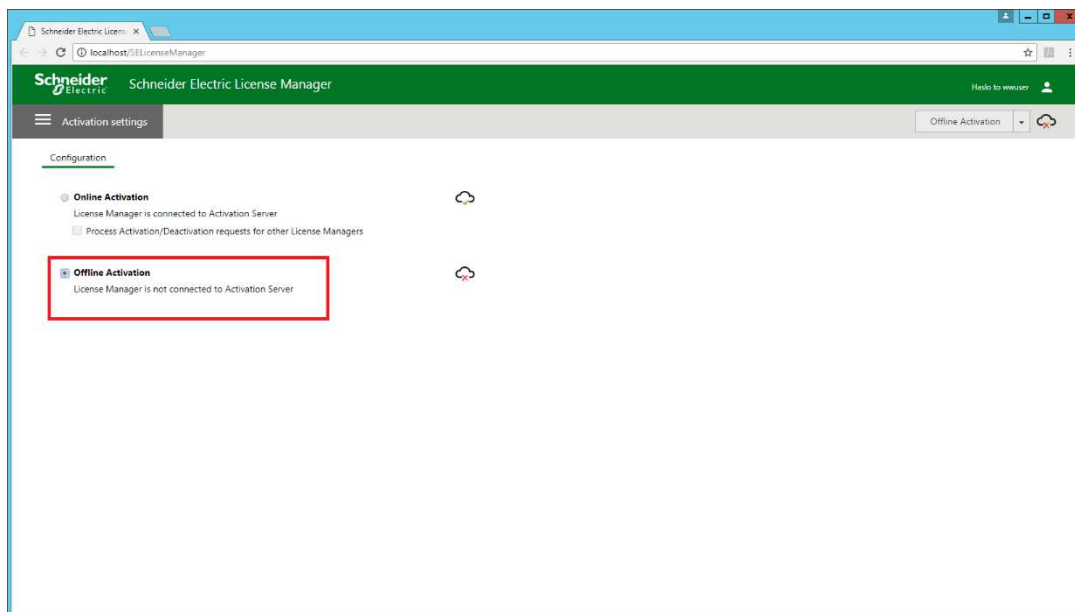 Schneider Electric Licens
localhost/SELicenseManager
Schneider Electric
Schneider Electric License Manager
Haslo to wwuser
Activation settings
Offline Activation
Configuration
Online Activation
License Manager is connected to Activation Server
Process Activation/Deactivation requests for other License Managers
Offline Activation
License Manager is not connected to Activation Server